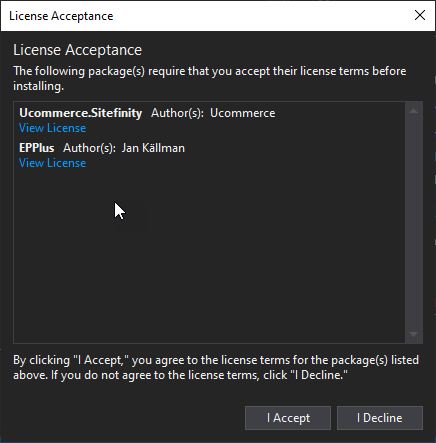 License Acceptance
License Acceptance
The following package(s) require that you accept their license terms before
installing.
Ucommerce.Sitefinity Author(s): Ucommerce
View License
EPPlus Author(s): Jan Källman
View License
By clicking "I Accept," you agree to the license terms for the package(s) listed
above. If you do not agree to the license terms, click "I Decline."
I Accept I Decline